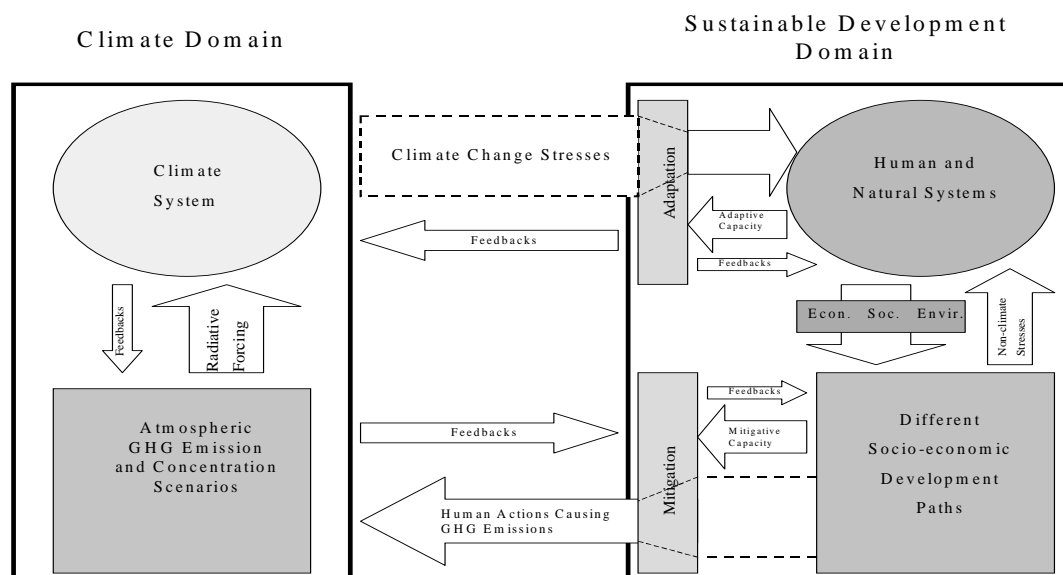 Climate Domain
Sustainable Development
Domain
Climate
System
Climate Change Stresses
Adaptation
Human and
Natural Systems
Adaptive
Capacity
Feedbacks
Feedbacks
Feedbacks
Radiative
Forcing
Econ. Soc. Envir.
Non-climate
Stresses
Atmospheric
GHG Emission
and Concentration
Scenarios
Feedbacks
Mitigation
Feedbacks
Mitigative
Capacity
Different
Socio-economic
Development
Paths
Human Actions Causing
GHG Emissions